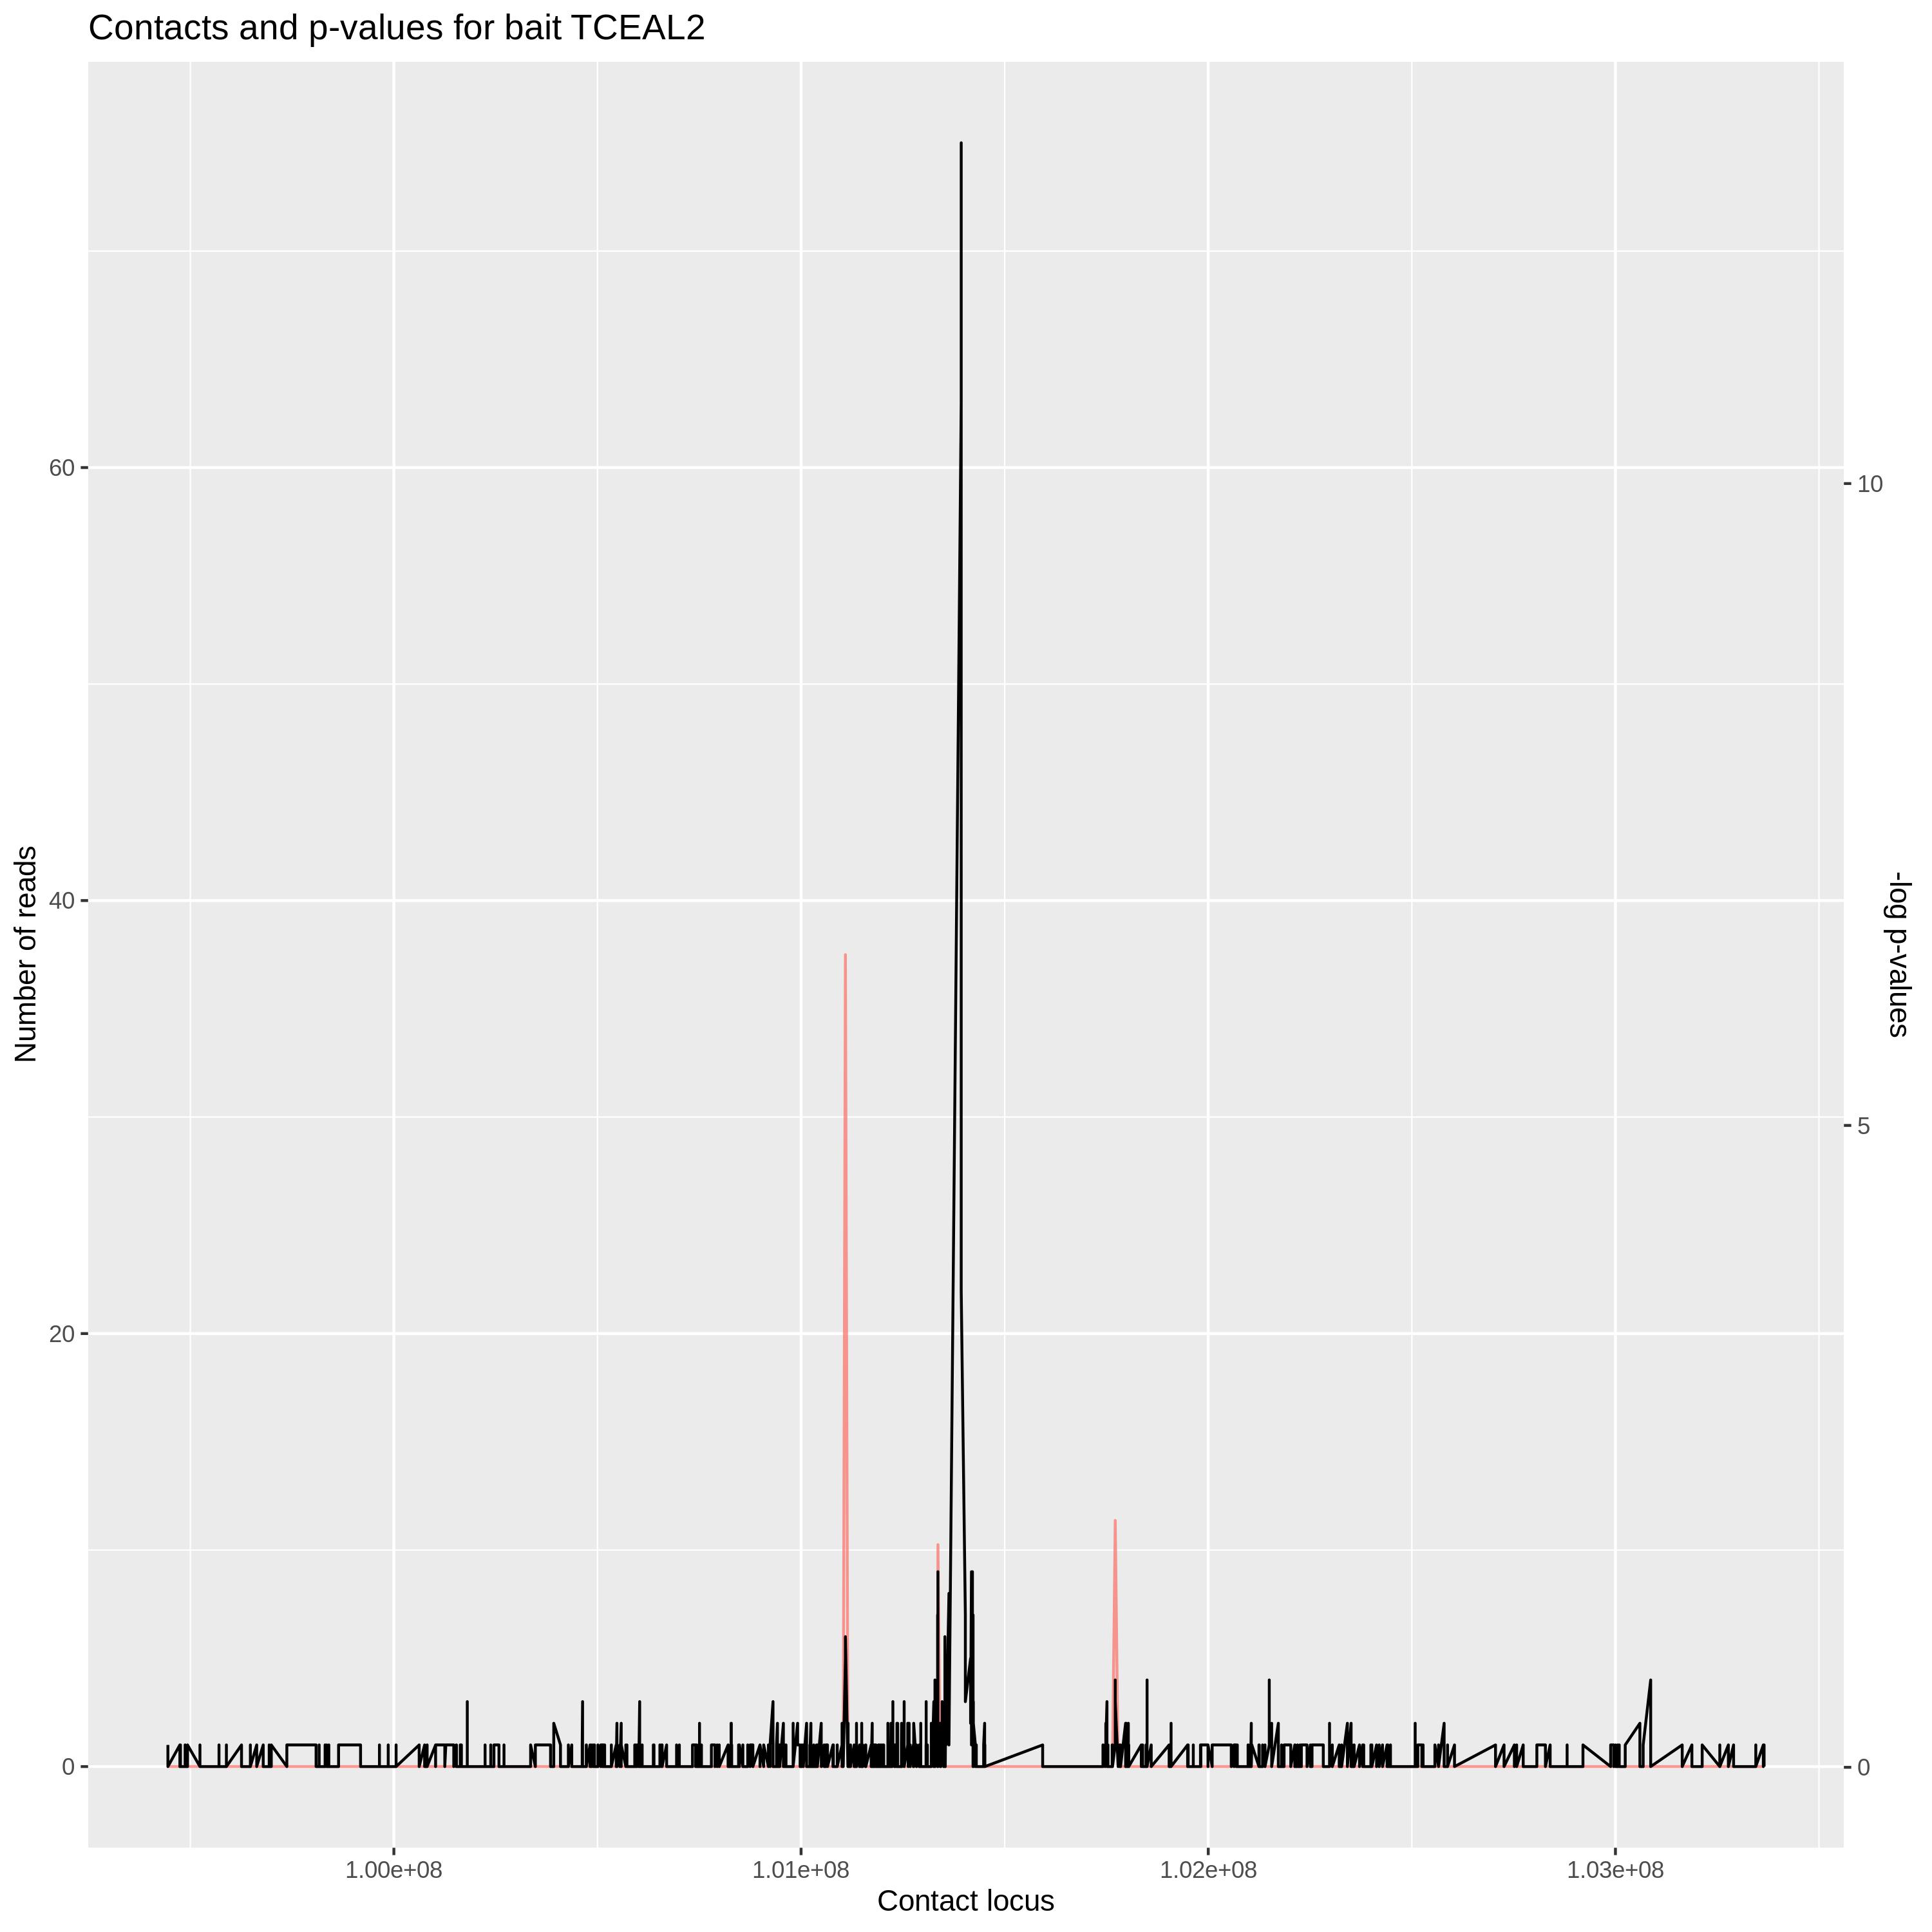 Contacts and p-values for bait TCEAL2
Number of reads
60
40
20
0
10
5
0
-log p-values
1.00e+08
1.01e+08
1.02e+08
1.03e+08
Contact locus